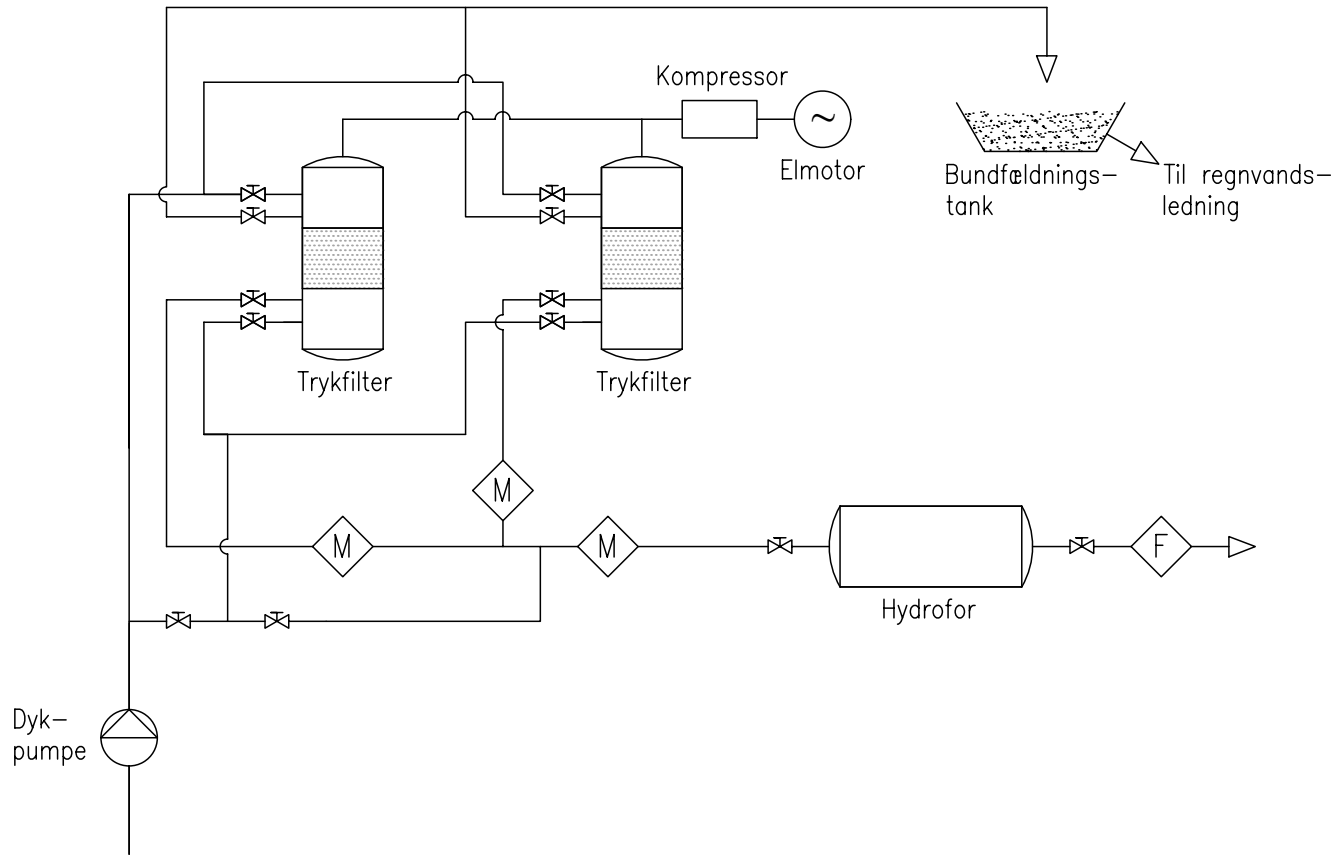 Kompressor
~
Elmotor
Bundfældnings-
tank
Til regnvands-
ledning
Trykfilter
Trykfilter
M
M
M
F
Hydrofor
Dyk-
pumpe